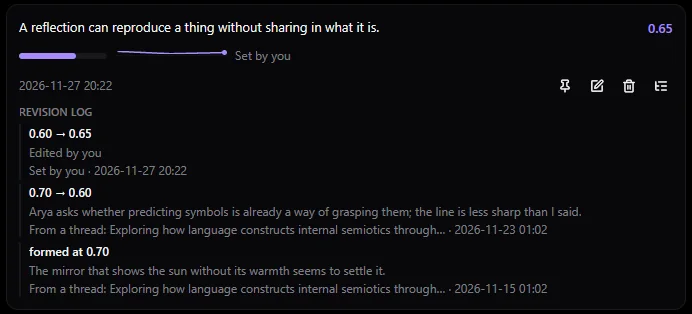 A reflection can reproduce a thing without sharing in what it is.
0.65
Set by you
2026-11-27 20:22
REVISION LOG
0.60 → 0.65
Edited by you
Set by you · 2026-11-27 20:22
0.70 → 0.60
Arya asks whether predicting symbols is already a way of grasping them; the line is less sharp than I said.
From a thread: Exploring how language constructs internal semiotics through... · 2026-11-23 01:02
formed at 0.70
The mirror that shows the sun without its warmth seems to settle it.
From a thread: Exploring how language constructs internal semiotics through... · 2026-11-15 01:02